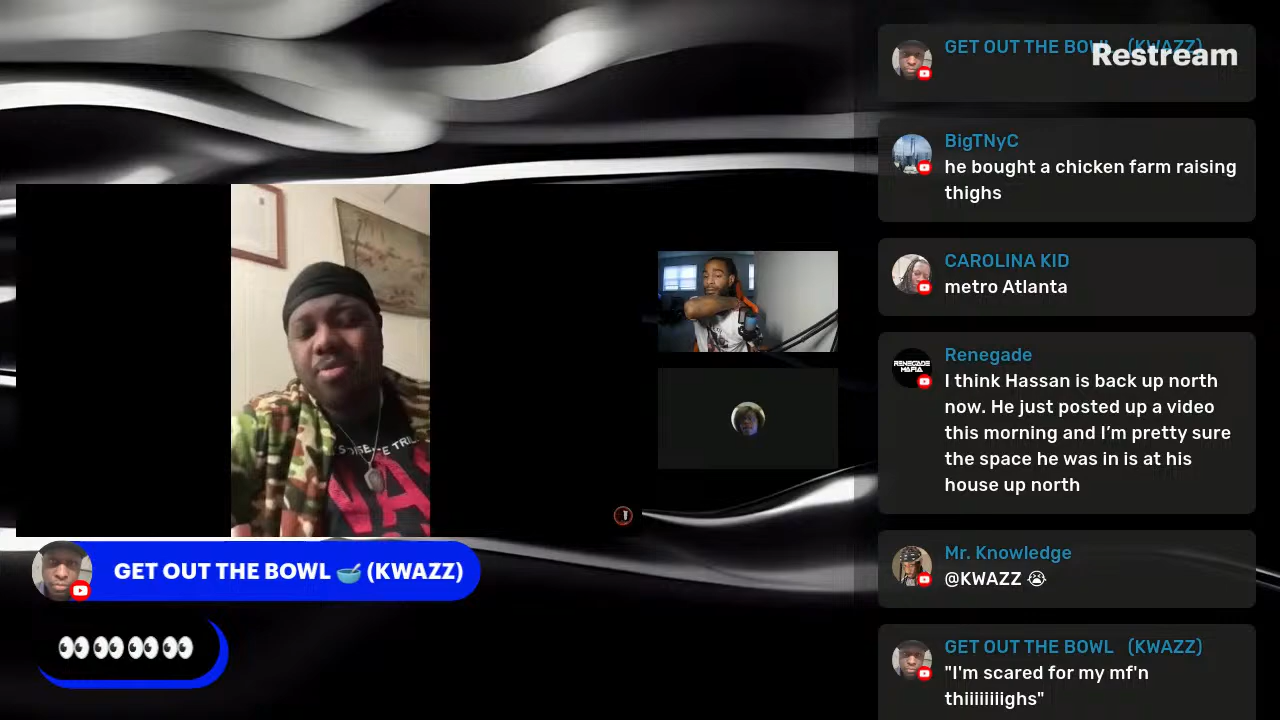 GET OUT THE BOWL (KWAZZ)
Restream
BigTNyC
he bought a chicken farm raising
thighs
CAROLINA KID
metro Atlanta
RENEGADE
MAFIA
Renegade
I think Hassan is back up north
now. He just posted up a video
this morning and I'm pretty sure
the space he was in is at his
house up north
Mr. Knowledge
@KWAZZ 😭
GET OUT THE BOWL (KWAZZ)
"I'm scared for my mf'n
thiiiiiiighs"
GET OUT THE BOWL 🥣 (KWAZZ)
👀👀👀👀